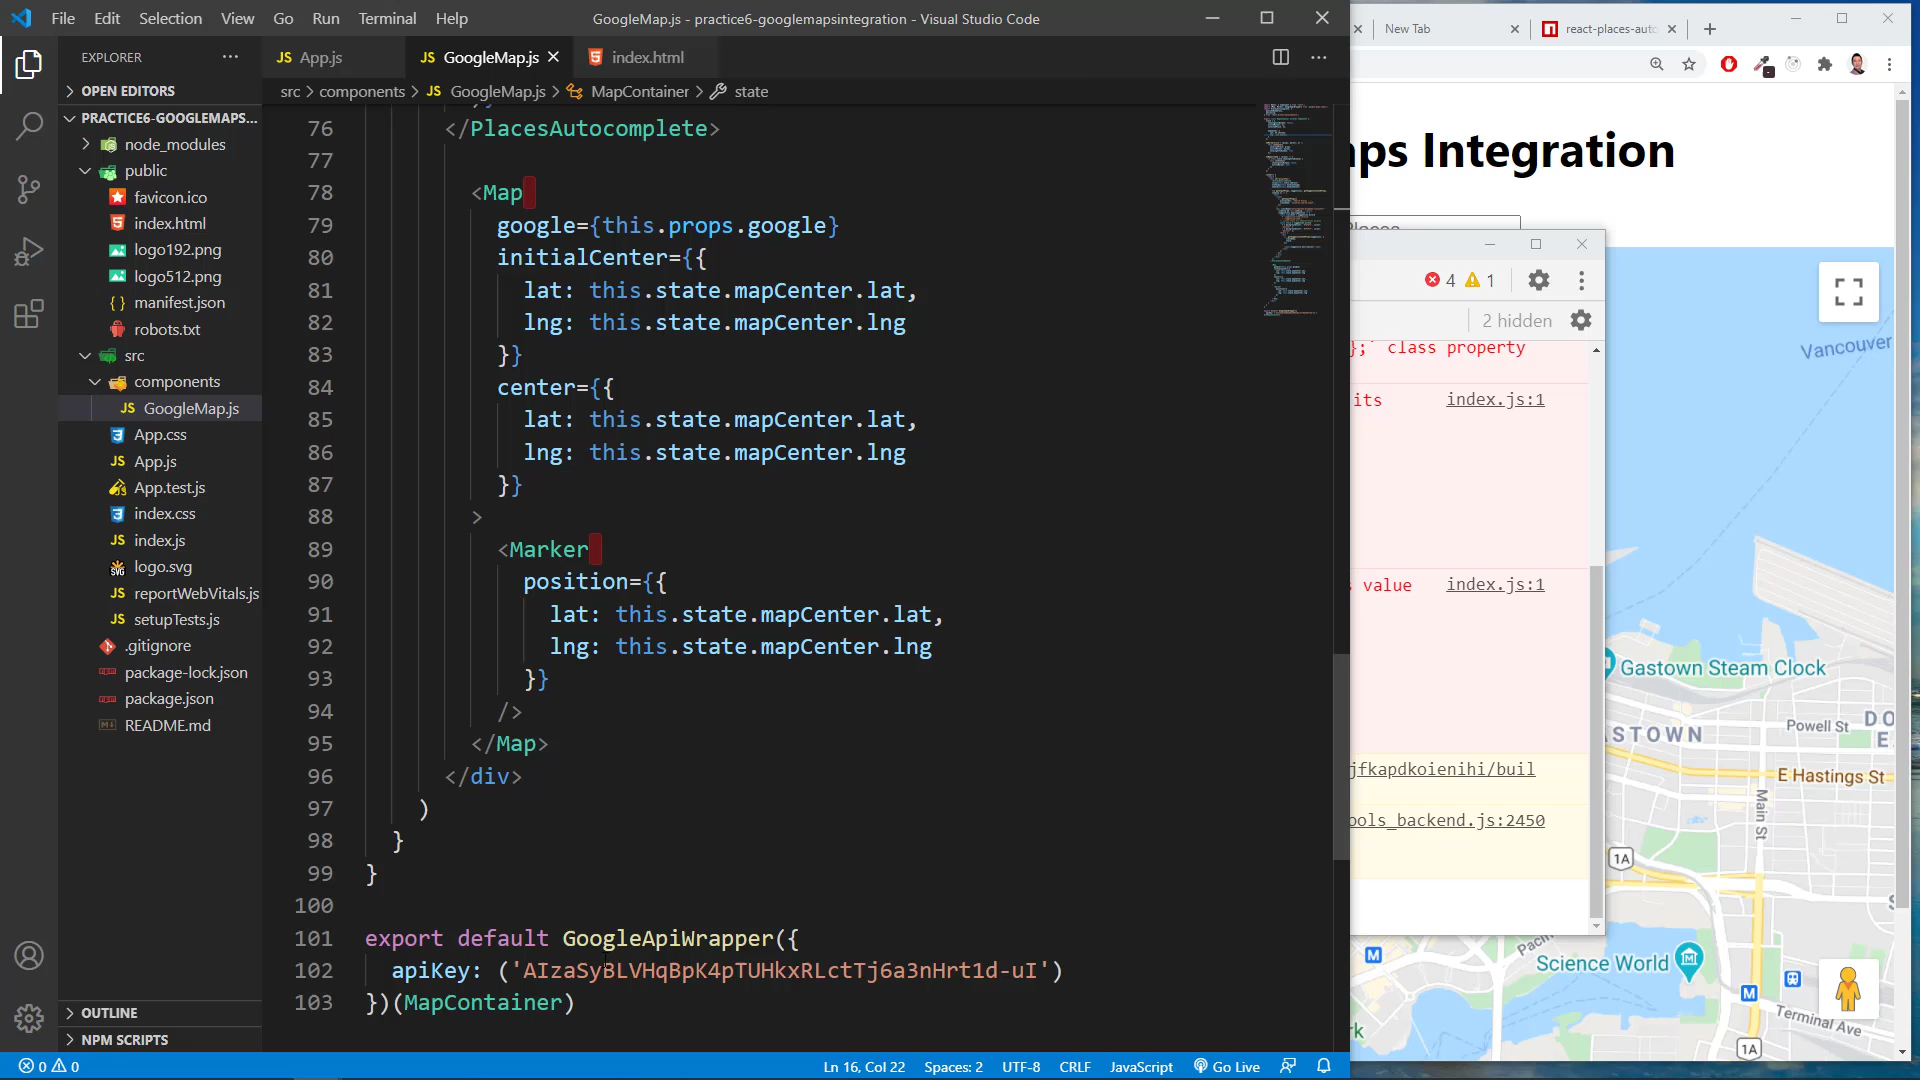 File Edit Selection View Go Run Terminal Help
GoogleMap.js - practice6-googlemapsintegration - Visual Studio Code
EXPLORER
OPEN EDITORS
PRACTICE6-GOOGLEMAPS...
node_modules
public
favicon.ico
index.html
logo192.png
logo512.png
manifest.json
robots.txt
src
components
GoogleMap.js
App.css
App.js
App.test.js
index.css
index.js
logo.svg
reportWebVitals.js
setupTests.js
.gitignore
package-lock.json
package.json
README.md
OUTLINE
NPM SCRIPTS
JS App.js
JS GoogleMap.js
index.html
src > components > JS GoogleMap.js > MapContainer > state
76 </PlacesAutocomplete>
77
78 <Map
79 google={this.props.google}
80 initialCenter={{
81 lat: this.state.mapCenter.lat,
82 lng: this.state.mapCenter.lng
83 }}
84 center={{
85 lat: this.state.mapCenter.lat,
86 lng: this.state.mapCenter.lng
87 }}
88 >
89 <Marker
90 position={{
91 lat: this.state.mapCenter.lat,
92 lng: this.state.mapCenter.lng
93 }}
94 />
95 </Map>
96 </div>
97 )
98 }
99 }
100
101 export default GoogleApiWrapper({
102 apiKey: ('AIzaSyBLVHqBpK4pTUHkxRLctTj6a3nHrt1d-uI')
103 })(MapContainer)
0 0
Ln 16, Col 22 Spaces: 2 UTF-8 CRLF JavaScript Go Live
New Tab
react-places-auto
aps Integration
4 1
2 hidden
};` class property
its index.js:1
value index.js:1
jfkapdkoienihi/buil
ools_backend.js:2450
Vancouver
Gastown Steam Clock
Powell St
STOWN
E Hastings St
Main St
1A
Science World
Terminal Ave
1A